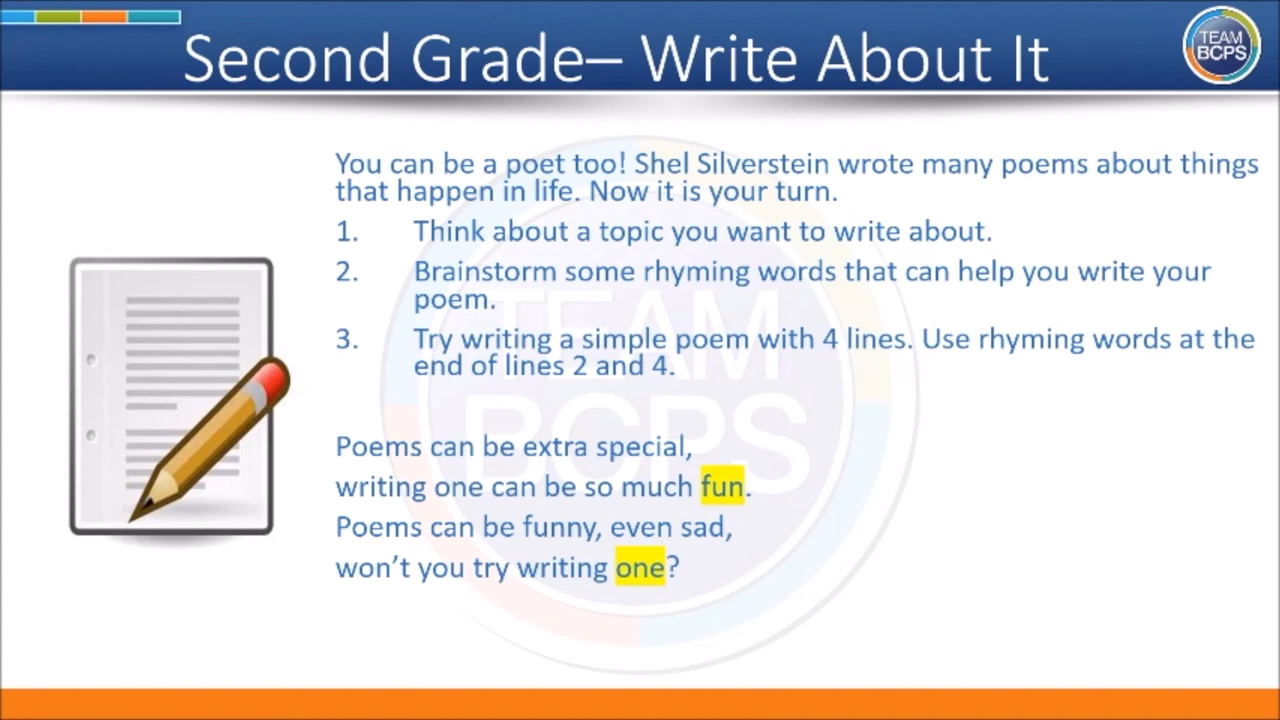 Second Grade– Write About It
TEAM
BCPS
You can be a poet too! Shel Silverstein wrote many poems about things
that happen in life. Now it is your turn.
1. Think about a topic you want to write about.
2. Brainstorm some rhyming words that can help you write your
poem.
3. Try writing a simple poem with 4 lines. Use rhyming words at the
end of lines 2 and 4.
TEAM
BCPS
Poems can be extra special,
writing one can be so much fun.
Poems can be funny, even sad,
won’t you try writing one?